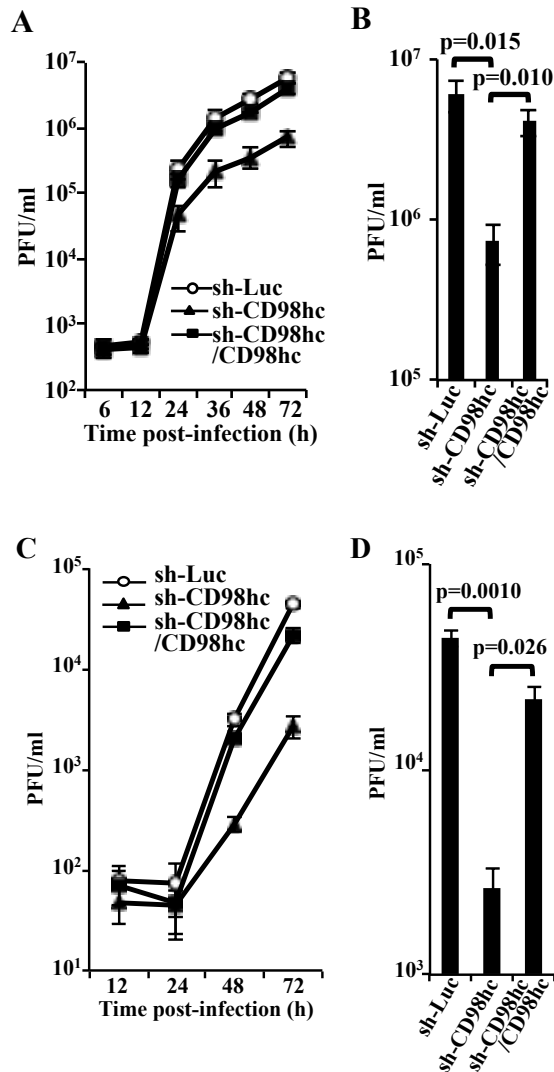 A
10^7
10^6
10^5
10^4
10^3
10^2
PFU/ml
sh-Luc
sh-CD98hc
sh-CD98hc
/CD98hc
6 12 24 36 48 72
Time post-infection (h)
B
p=0.015
p=0.010
10^7
10^6
10^5
PFU/ml
sh-Luc
sh-CD98hc
sh-CD98hc
/CD98hc
C
sh-Luc
sh-CD98hc
sh-CD98hc
/CD98hc
10^5
10^4
10^3
10^2
10^1
PFU/ml
12 24 48 72
Time post-infection (h)
D
10^5
p=0.0010
p=0.026
10^4
10^3
PFU/ml
sh-Luc
sh-CD98hc
sh-CD98hc
/CD98hc